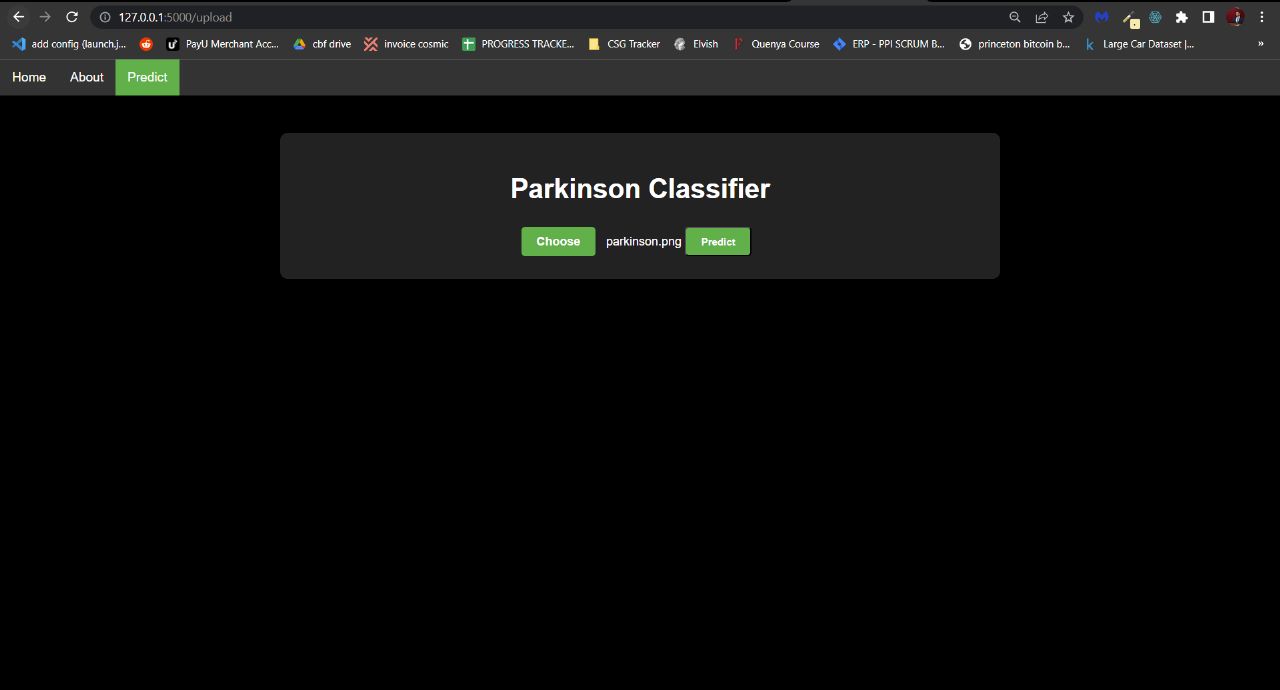 127.0.0.1:5000/upload
add config (launch.j... PayU Merchant Acc... cbf drive invoice cosmic PROGRESS TRACKE... CSG Tracker Elvish Quenya Course ERP - PPI SCRUM B... princeton bitcoin b... Large Car Dataset |... »
Home About Predict
Parkinson Classifier
Choose parkinson.png Predict